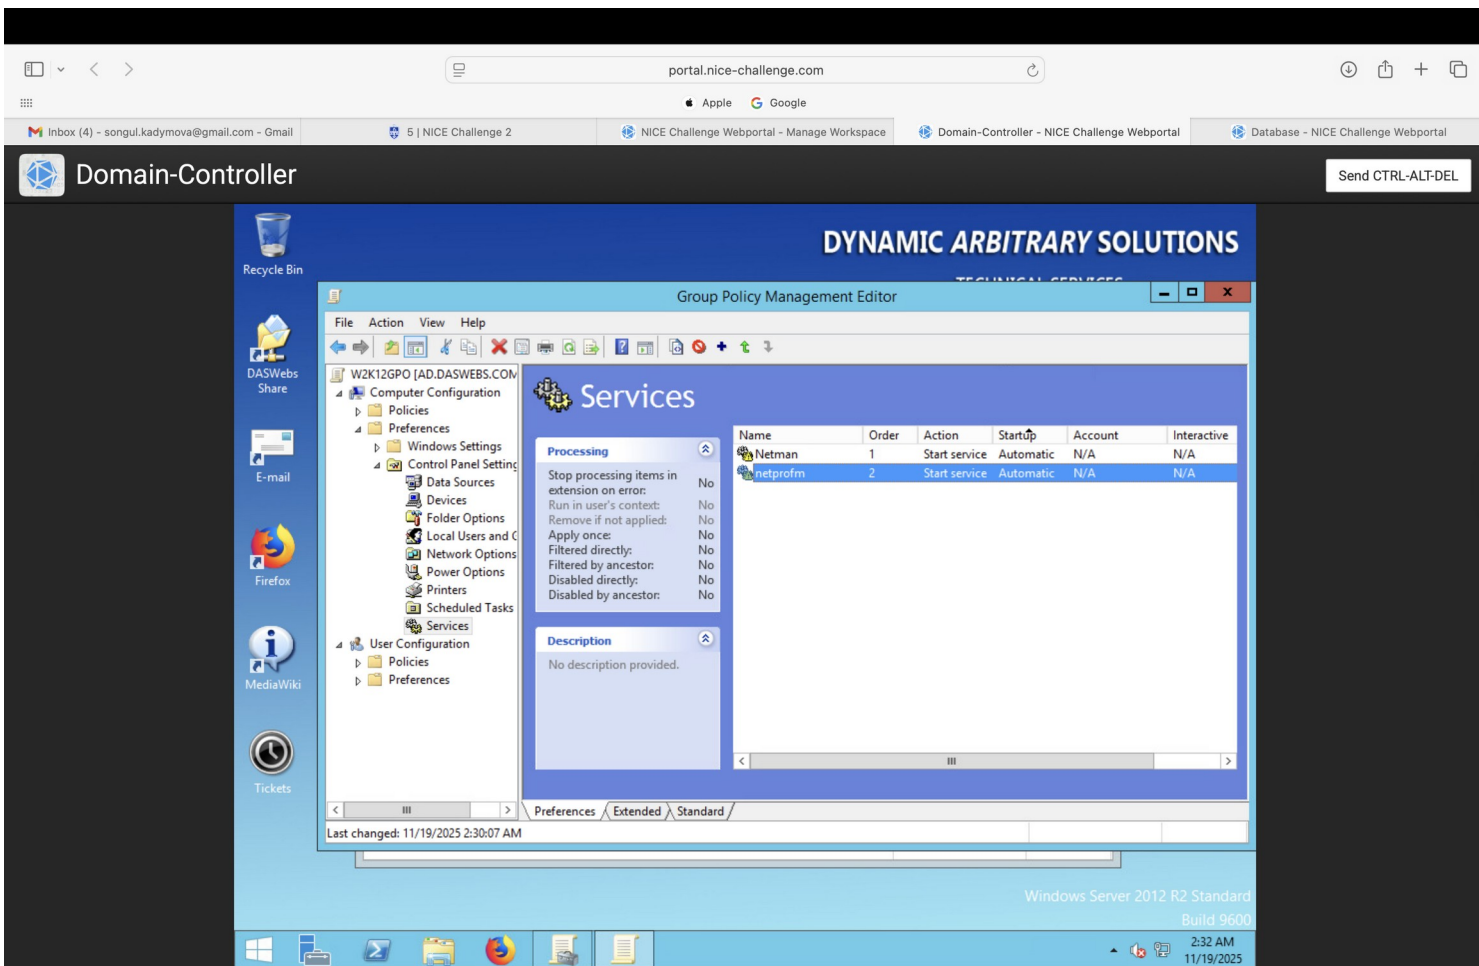 portal.nice-challenge.com
Apple
Google
Inbox (4) - songul.kadymova@gmail.com - Gmail
5 | NICE Challenge 2
NICE Challenge Webportal - Manage Workspace
Domain-Controller - NICE Challenge Webportal
Database - NICE Challenge Webportal
Domain-Controller
Send CTRL-ALT-DEL
DYNAMIC ARBITRARY SOLUTIONS
Recycle Bin
DASWebs
Share
E-mail
Firefox
MediaWiki
Tickets
Group Policy Management Editor
File Action View Help
W2K12GPO [AD.DASWEBS.COM
Computer Configuration
Policies
Preferences
Windows Settings
Control Panel Setting
Data Sources
Devices
Folder Options
Local Users and G
Network Options
Power Options
Printers
Scheduled Tasks
Services
User Configuration
Policies
Preferences
Services
Processing
Stop processing items in
extension on error: No
Run in user's context: No
Remove if not applied: No
Apply once: No
Filtered directly: No
Filtered by ancestor: No
Disabled directly: No
Disabled by ancestor: No
Description
No description provided.
Name Order Action Startup Account Interactive
Netman 1 Start service Automatic N/A N/A
netprofm 2 Start service Automatic N/A N/A
Preferences Extended Standard
Last changed: 11/19/2025 2:30:07 AM
Windows Server 2012 R2 Standard
Build 9600
2:32 AM
11/19/2025